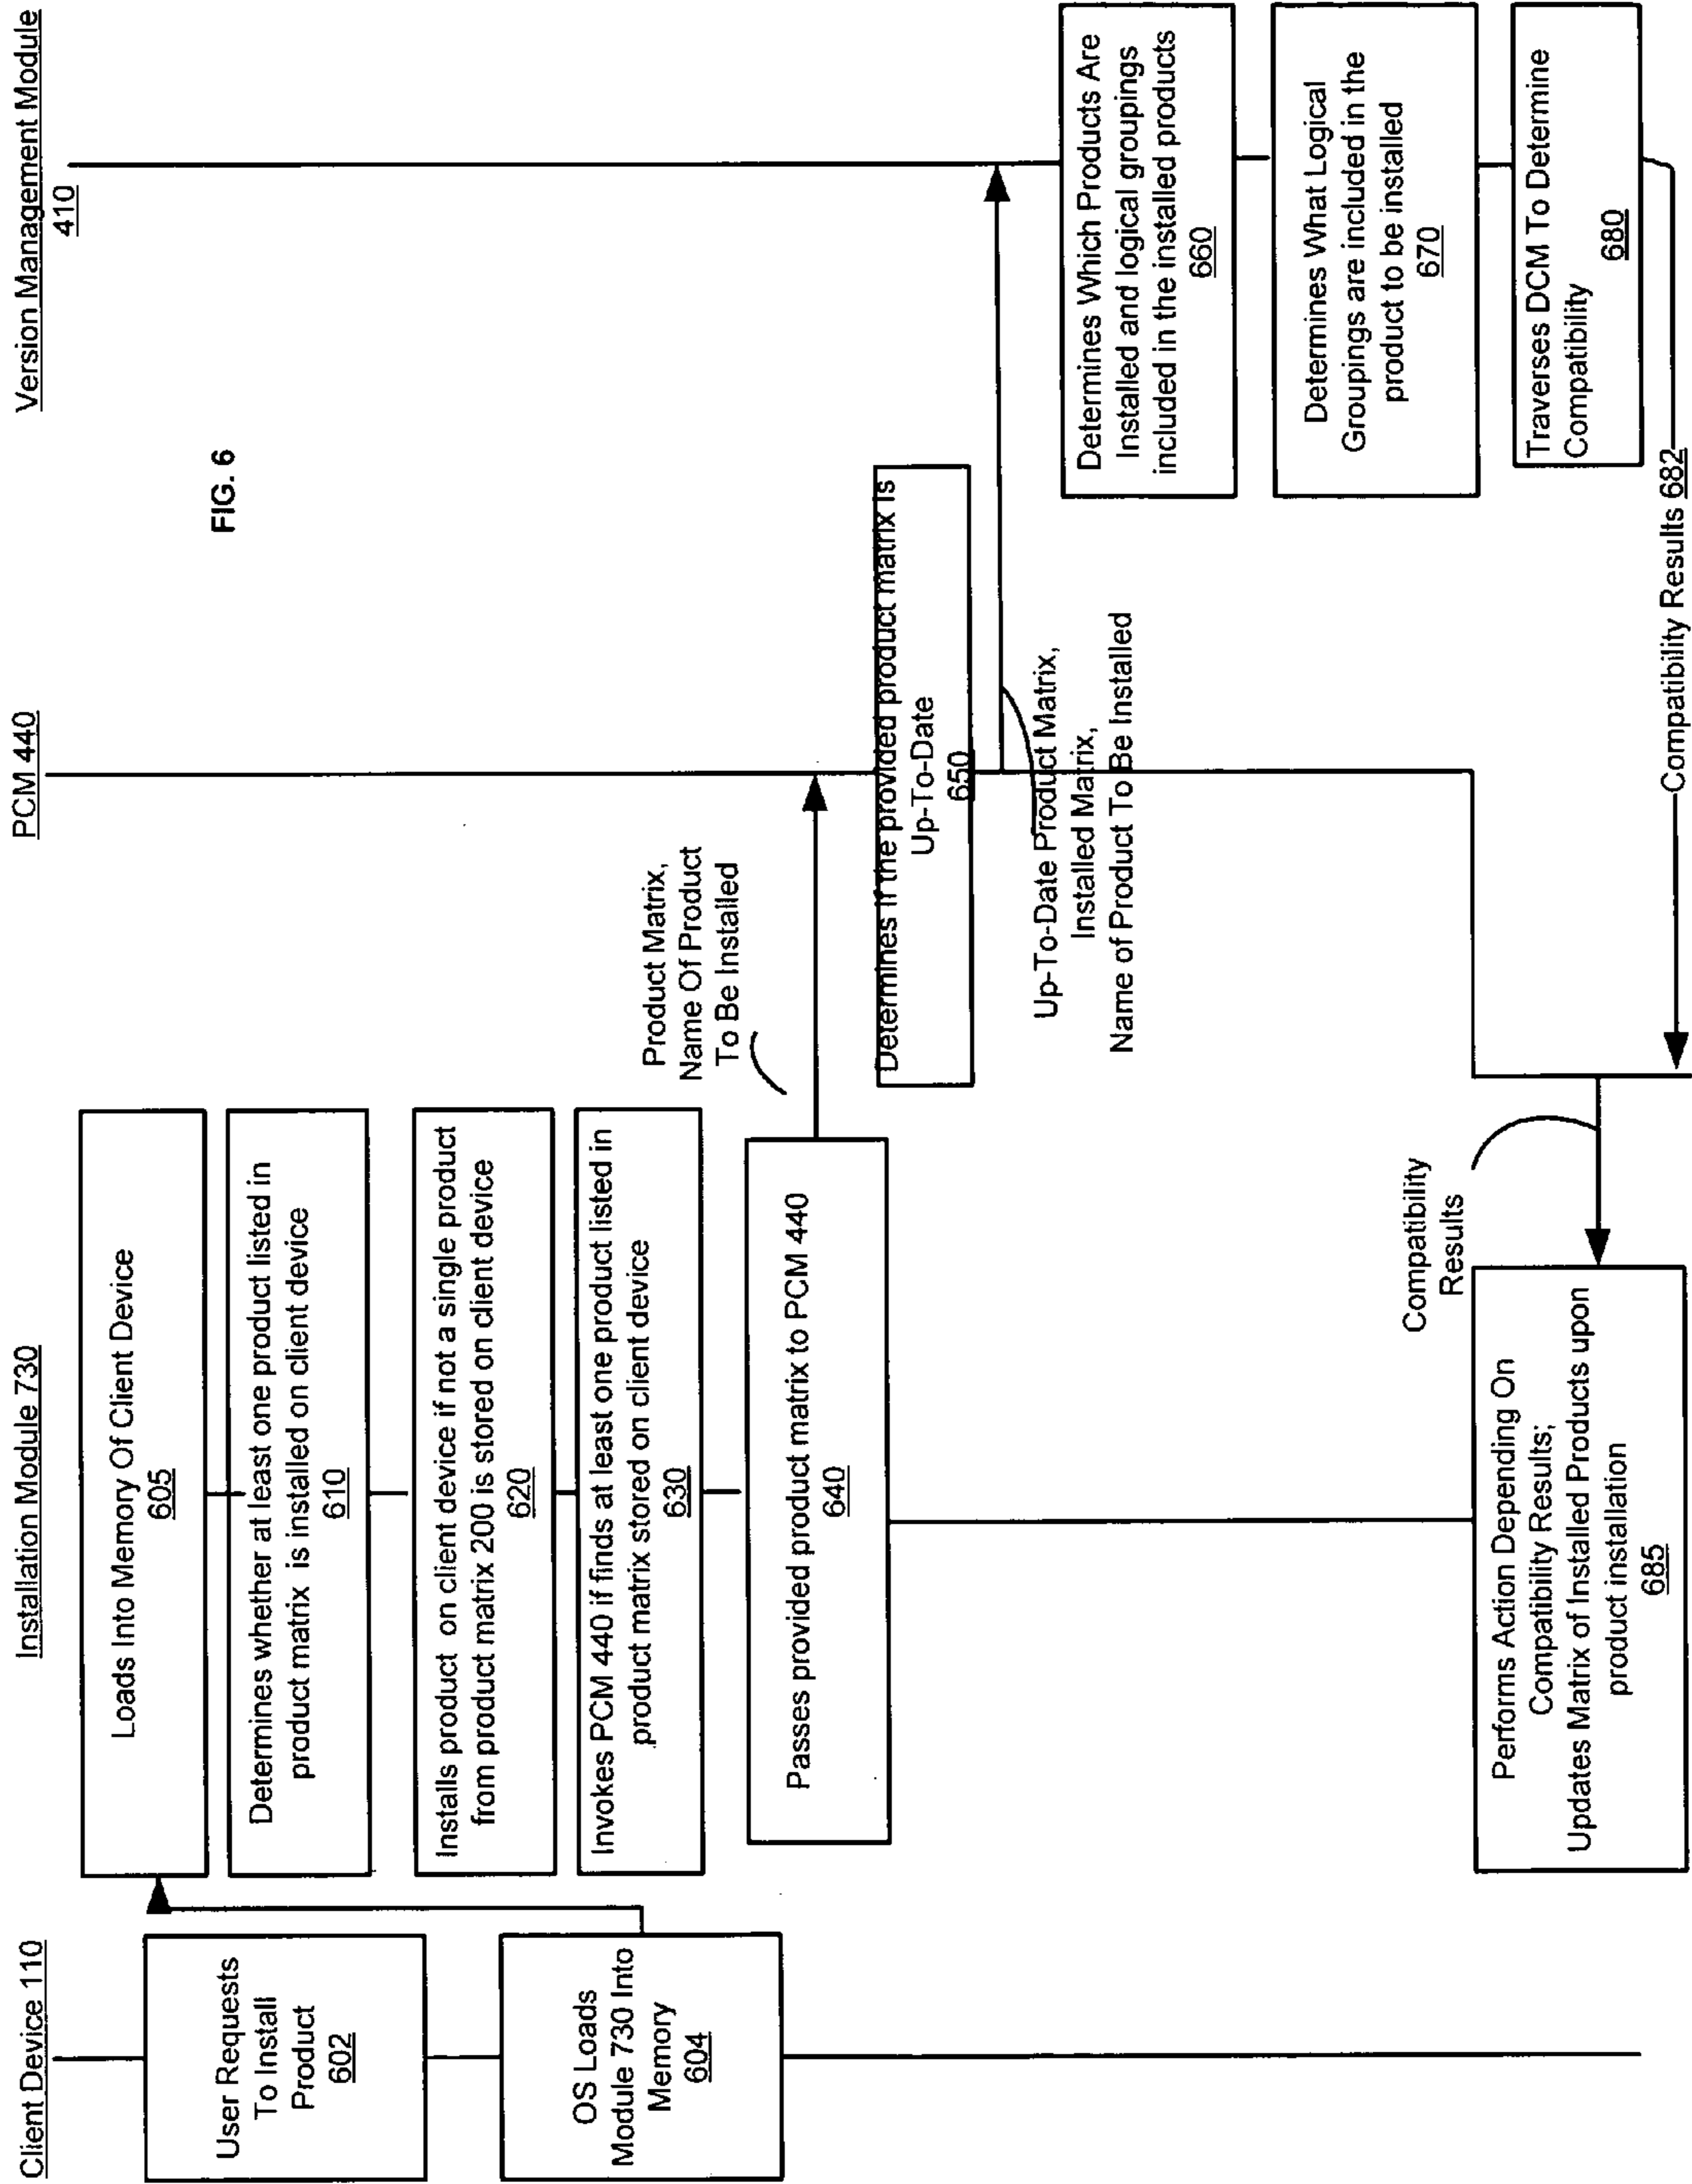 Client Device 110
Installation Module 730
PCM 440
Version Management Module
410
FIG. 6
User Requests
To Install
Product
602
OS Loads
Module 730 Into
Memory
604
Loads Into Memory Of Client Device
605
Determines whether at least one product listed in
product matrix is installed on client device
610
Installs product on client device if not a single product
from product matrix 200 is stored on client device
620
Invokes PCM 440 if finds at least one product listed in
product matrix stored on client device
630
Passes provided product matrix to PCM 440
640
Product Matrix,
Name Of Product
To Be Installed
Determines if the provided product matrix is
Up-To-Date
650
Up-To-Date Product Matrix,
Installed Matrix,
Name of Product To Be Installed
Determines Which Products Are
Installed and logical groupings
included in the installed products
660
Determines What Logical
Groupings are included in the
product to be installed
670
Traverses DCM To Determine
Compatibility
680
Compatibility Results 682
Compatibility
Results
Performs Action Depending On
Compatibility Results;
Updates Matrix of Installed Products upon
product installation
685